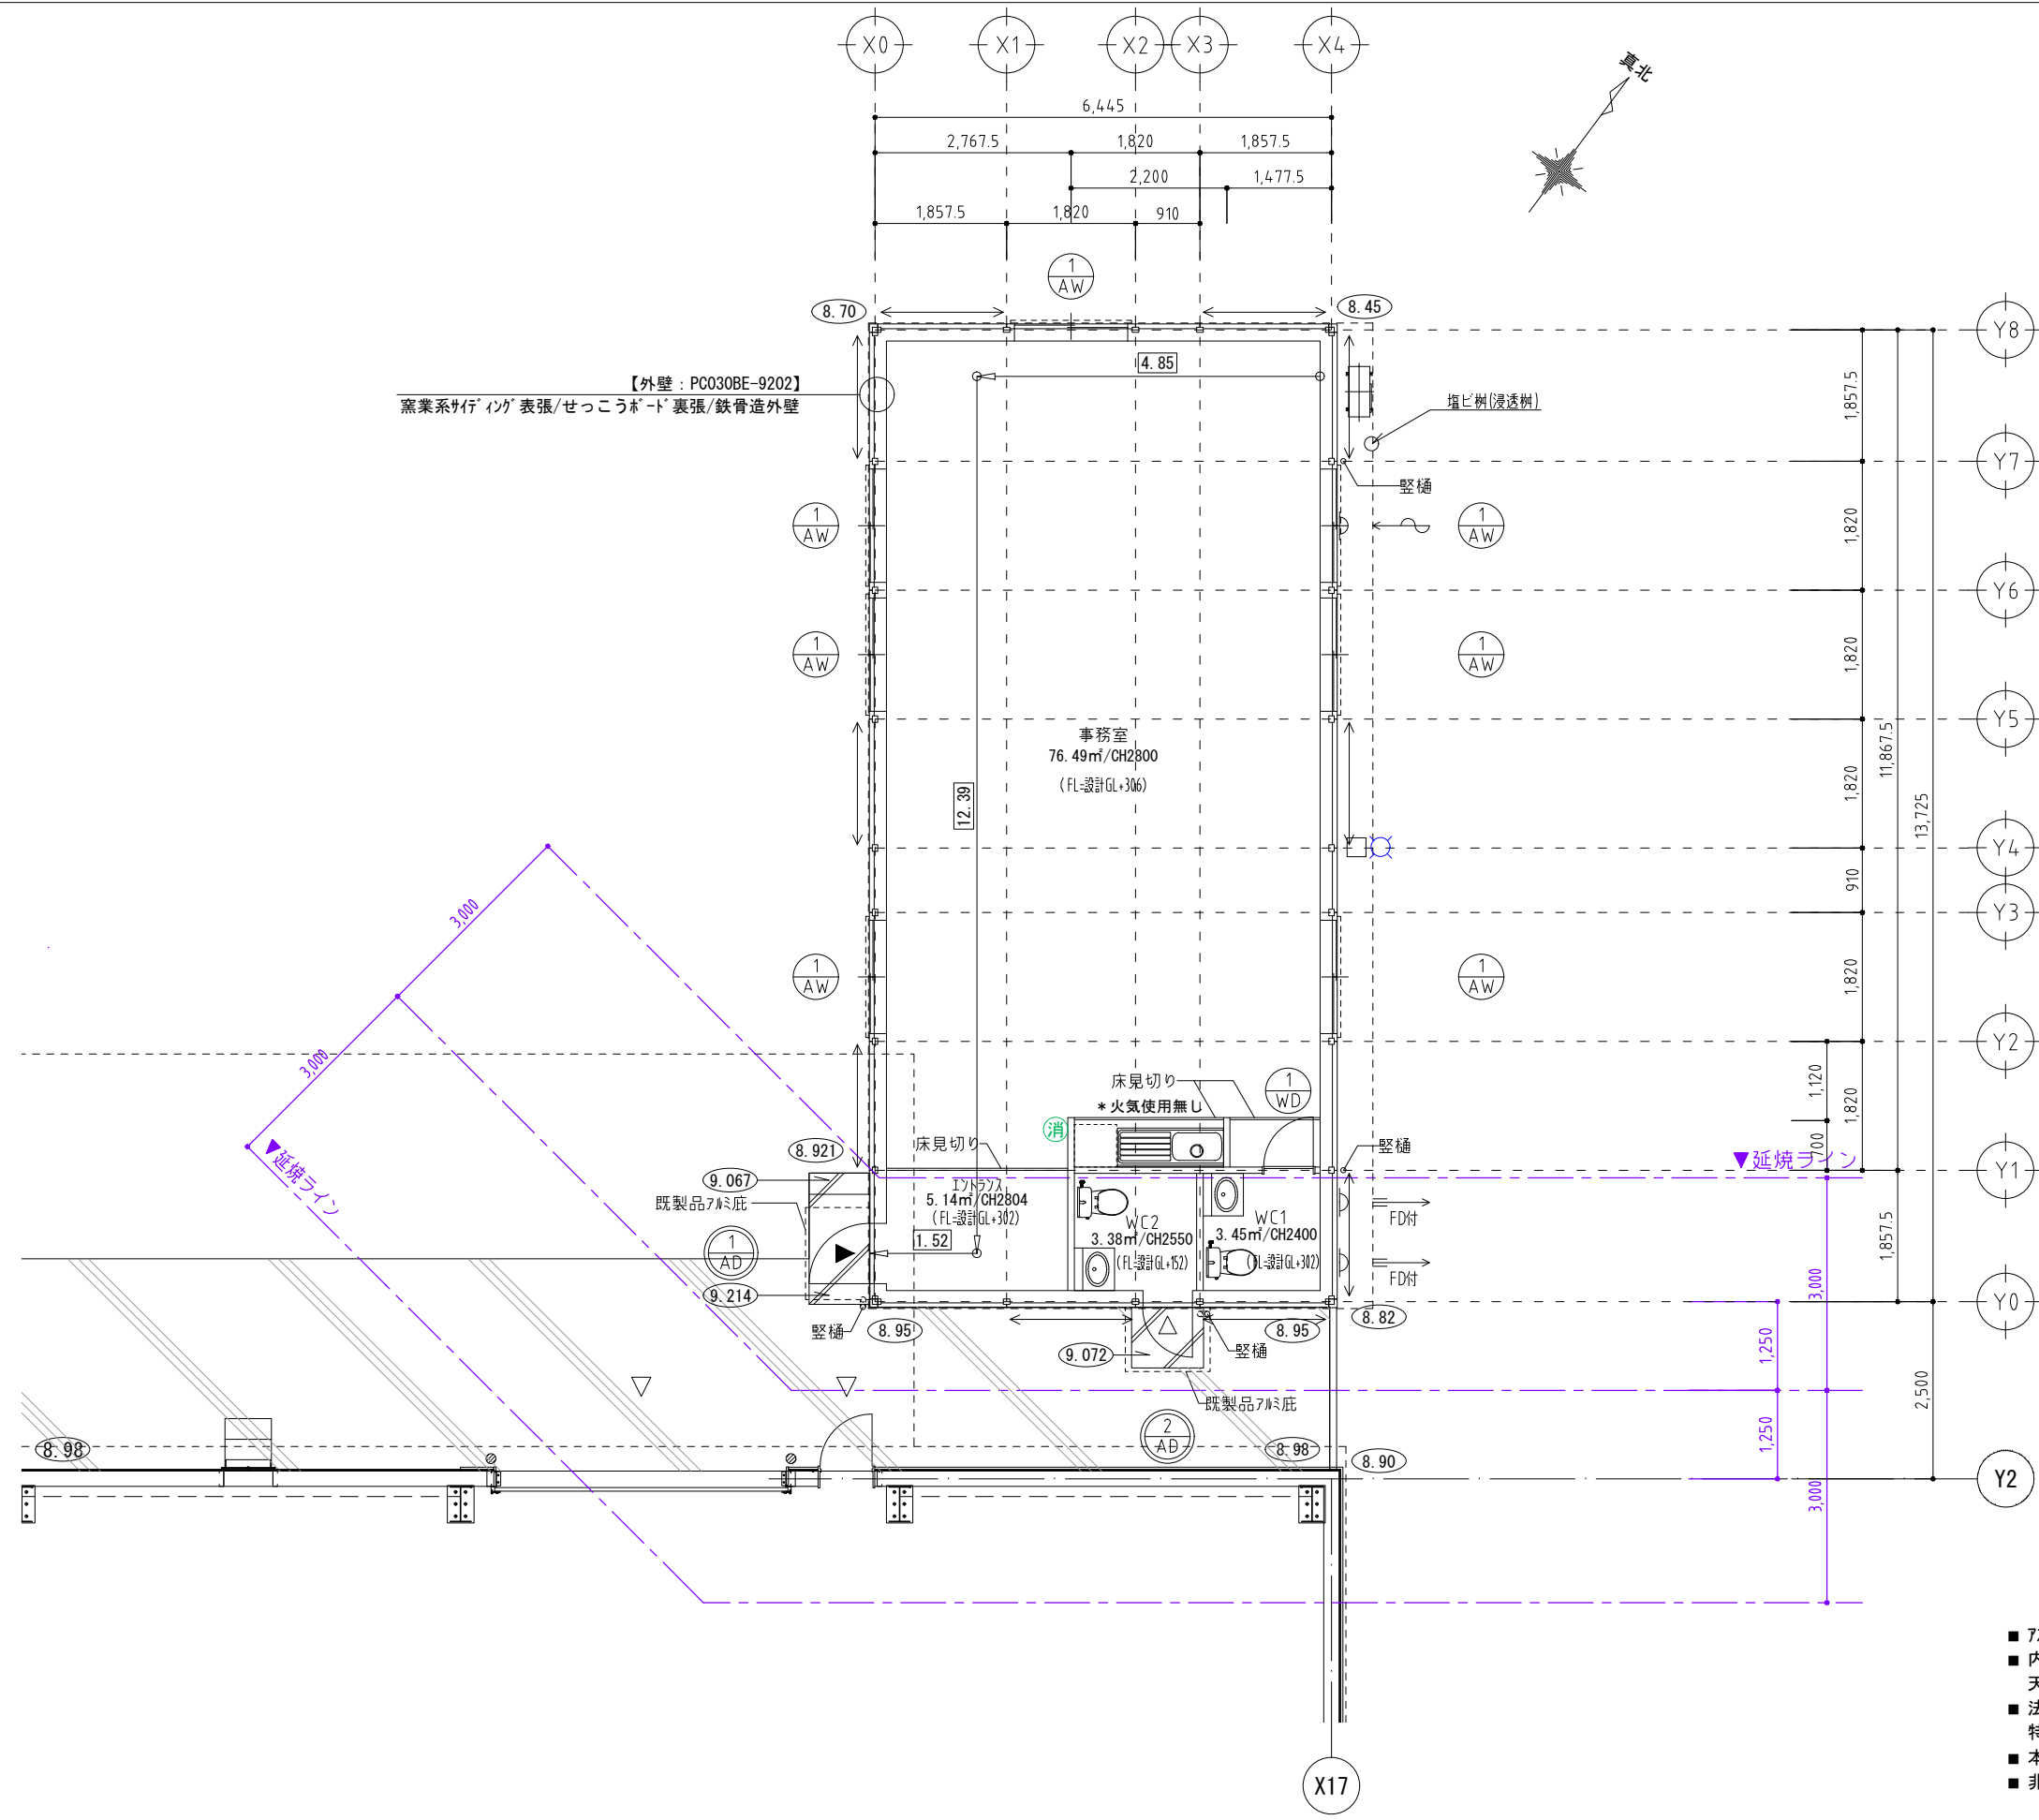 X0 X1 X2 X3 X4
真北
6,445
2,767.5 1,820 1,857.5
2,200 1,477.5
1,857.5 1,820 910
1
AW
8.70
8.45
Y8
4.85
【外壁：PC030BE-9202】
窯業系ｻｲﾃﾞｨﾝｸﾞ表張/せっこうﾎﾞｰﾄﾞ裏張/鉄骨造外壁
塩ビ桝(浸透桝)
1,857.5
Y7
竪樋
1
AW
1
AW
1,820
Y6
1
AW
1
AW
1,820
Y5
事務室
76.49㎡/CH2800
(FL=設計GL+306)
11,867.5
12.39
1,820
13,725
Y4
910
3,000
Y3
1
AW
1
AW
1,820
3,000
Y2
床見切り
1
WD
1,120
＊火気使用無し
消
1,820
▼延焼ライン
8.921
床見切り
竪樋
700
▼延焼ライン
Y1
9.067
既製品ｱﾙﾐ庇
ｴﾝﾄﾗﾝｽ
5.14㎡/CH2804
(FL=設計GL+302)
1.52
WC2
3.38㎡/CH2550
(FL=設計GL+152)
WC1
3.45㎡/CH2400
(FL=設計GL+302)
FD付
FD付
1,857.5
1
AD
9.214
3,000
Y0
竪樋
8.95
8.95
8.82
9.072
竪樋
1,250
既製品ｱﾙﾐ庇
2,500
2
AD
8.98
8.98
8.90
1,250
Y2
3,000
X17
■
■ 内
天
■ 法
特
■ 本
■ 非